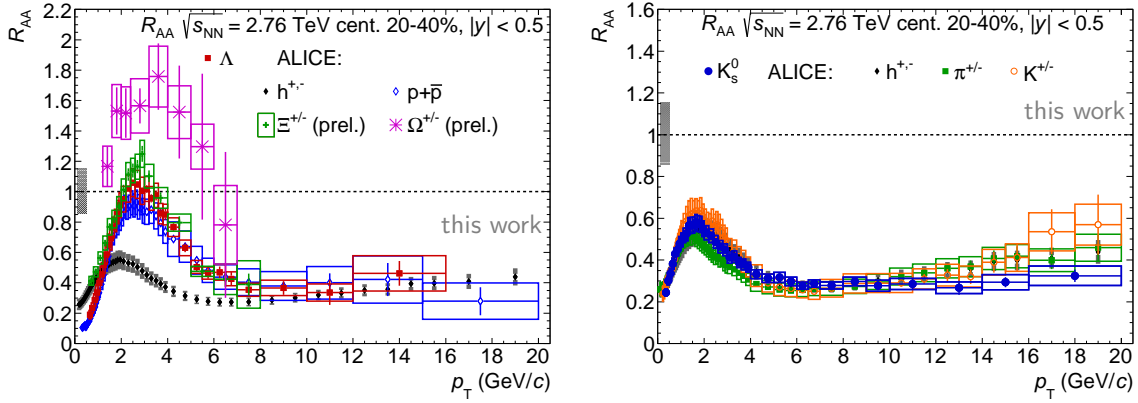 R_AA √s_NN = 2.76 TeV cent. 20-40%, |y| < 0.5
Λ ALICE:
h^+,- p+p̅
Ξ^+/- (prel.) Ω^+/- (prel.)
this work
R_AA
2.2
2
1.8
1.6
1.4
1.2
1
0.8
0.6
0.4
0.2
0
0 2 4 6 8 10 12 14 16 18 20
p_T (GeV/c)
R_AA √s_NN = 2.76 TeV cent. 20-40%, |y| < 0.5
K_s^0 ALICE: h^+,- π^+/- K^+/-
this work
R_AA
1.6
1.4
1.2
1
0.8
0.6
0.4
0.2
0
0 2 4 6 8 10 12 14 16 18 20
p_T (GeV/c)